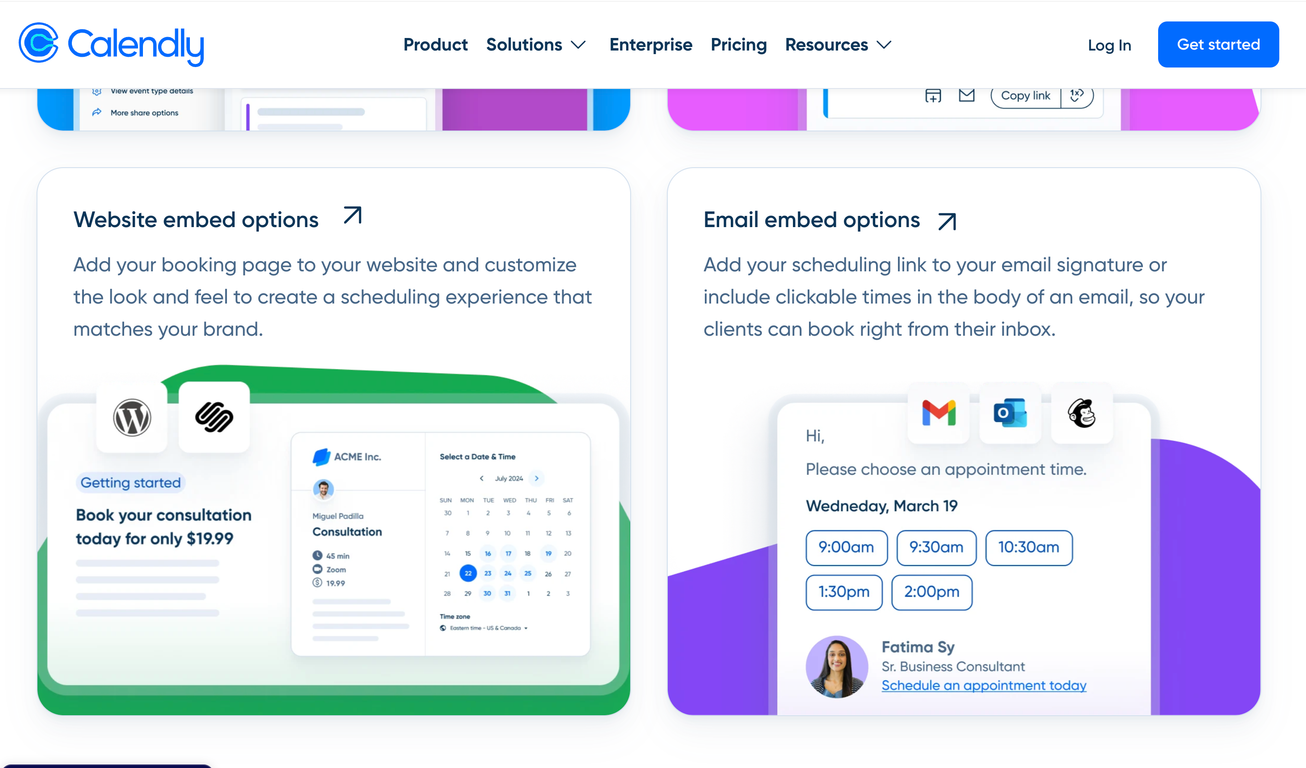 Calendly
Product Solutions Enterprise Pricing Resources
Log In
Get started
View event type details
More share options
Copy link
1x
Website embed options
Add your booking page to your website and customize
the look and feel to create a scheduling experience that
matches your brand.
Getting started
Book your consultation
today for only $19.99
ACME Inc.
Miguel Padilla
Consultation
45 min
Zoom
19.99
Select a Date & Time
July 2024
SUN MON TUE WED THU FRI SAT
30 1 2 3 4 5 6
7 8 9 10 11 12 13
14 15 16 17 18 19 20
21 22 23 24 25 26 27
28 29 30 31 1 2 3
Time zone
Eastern time - US & Canada
Email embed options
Add your scheduling link to your email signature or
include clickable times in the body of an email, so your
clients can book right from their inbox.
Hi,
Please choose an appointment time.
Wednesday, March 19
9:00am 9:30am 10:30am
1:30pm 2:00pm
Fatima Sy
Sr. Business Consultant
Schedule an appointment today